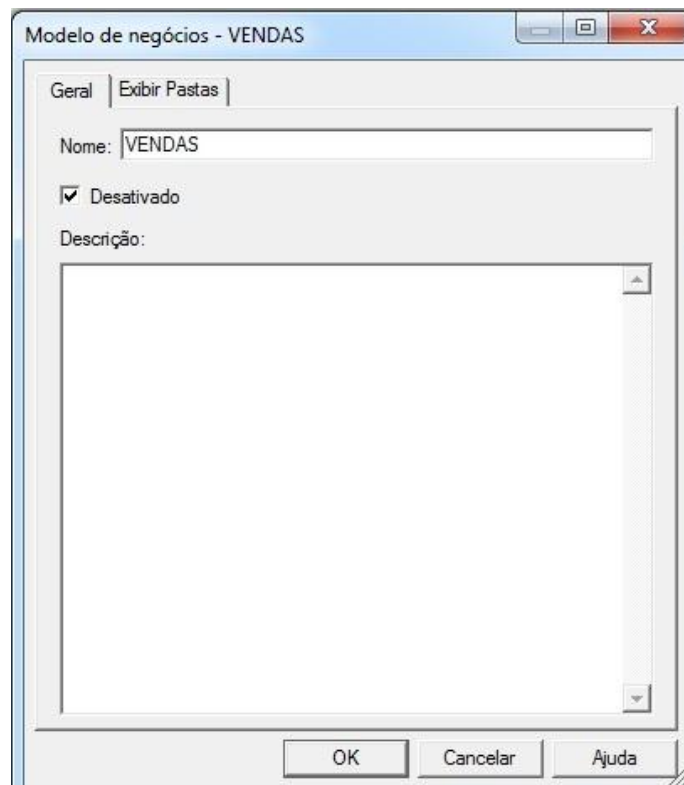 Modelo de negócios - VENDAS
Geral Exibir Pastas
Nome: VENDAS
Desativado
Descrição:
OK Cancelar Ajuda